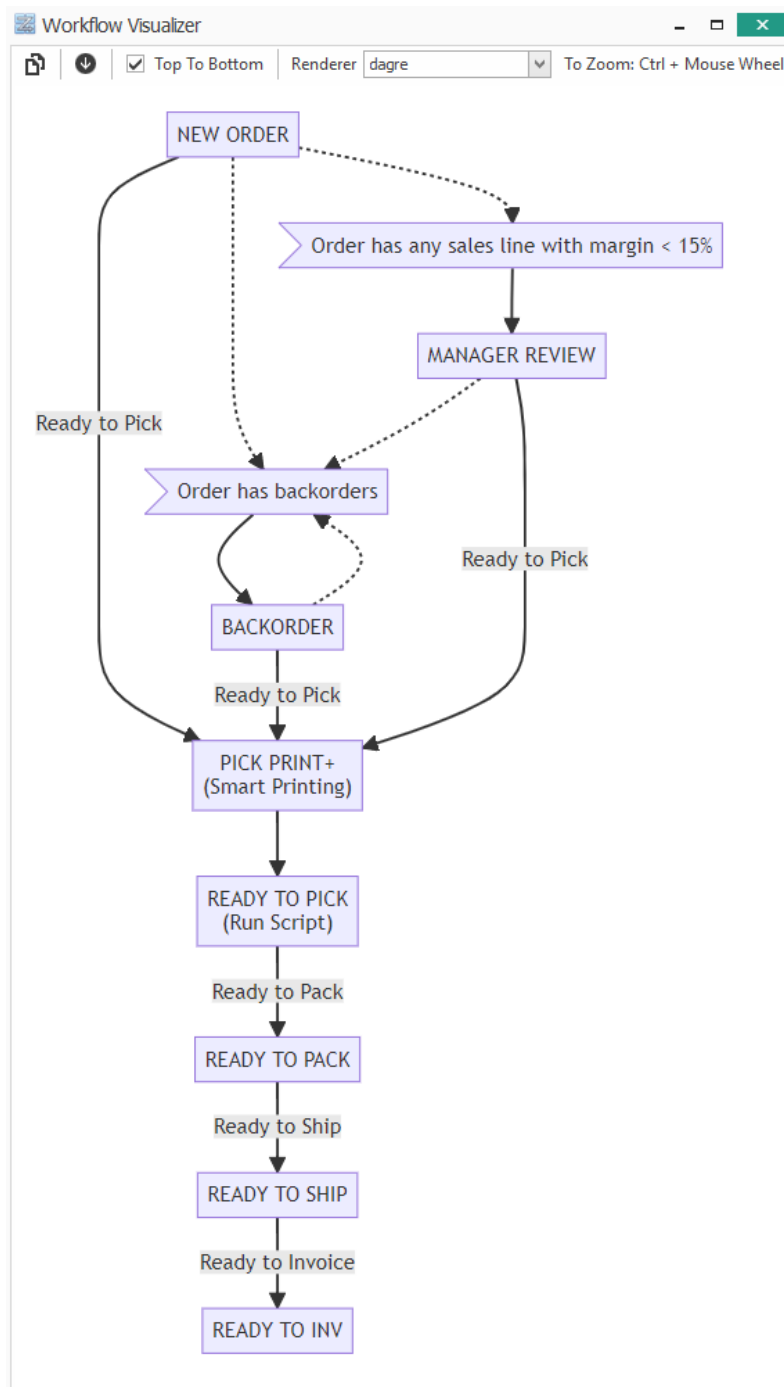 Workflow Visualizer
Top To Bottom
Renderer
dagre
To Zoom: Ctrl + Mouse Wheel
NEW ORDER
Order has any sales line with margin < 15%
MANAGER REVIEW
Ready to Pick
Order has backorders
Ready to Pick
BACKORDER
Ready to Pick
PICK PRINT+
(Smart Printing)
READY TO PICK
(Run Script)
Ready to Pack
READY TO PACK
Ready to Ship
READY TO SHIP
Ready to Invoice
READY TO INV